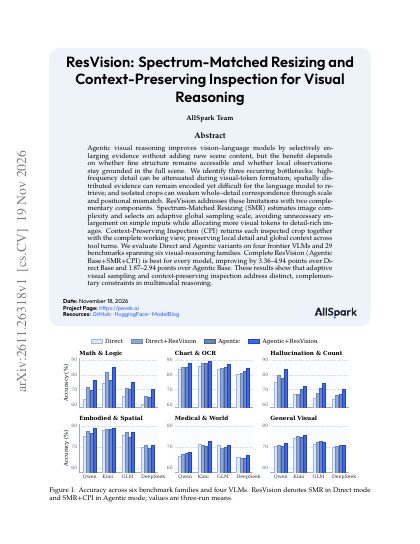 arXiv:2611.26318v1 [cs.CV] 19 Nov 2026
ResVision: Spectrum-Matched Resizing and
Context-Preserving Inspection for Visual
Reasoning
AllSpark Team
Abstract
Agentic visual reasoning improves vision–language models by selectively en-
larging evidence without adding new scene content, but the benefit depends
on whether fine structure remains accessible and whether local observations
stay grounded in the full scene. We identify three recurring bottlenecks: high-
frequency detail can be attenuated during visual-token formation; spatially dis-
tributed evidence can remain encoded yet difficult for the language model to re-
trieve; and isolated crops can weaken whole–detail correspondence through scale
and positional mismatch. ResVision addresses these limitations with two comple-
mentary components. Spectrum-Matched Resizing (SMR) estimates image com-
plexity and selects an adaptive global sampling scale, avoiding unnecessary en-
largement on simple inputs while allocating more visual tokens to detail-rich im-
ages. Context-Preserving Inspection (CPI) returns each inspected crop together
with the complete working view, preserving local detail and global context across
tool turns. We evaluate Direct and Agentic variants on four frontier VLMs and 29
benchmarks spanning six visual-reasoning families. Complete ResVision (Agentic
Base+SMR+CPI) is best for every model, improving by 3.36–4.94 points over Di-
rect Base and 1.87–2.94 points over Agentic Base. These results show that adaptive
visual sampling and context-preserving inspection address distinct, complemen-
tary constraints in multimodal reasoning.
Date: November 18, 2026
Project Page: https://pevek.ai
Resources: GitHub · HuggingFace · ModelBlog
AllSpark
Direct Direct+ResVision Agentic Agentic+ResVision
Math & Logic Chart & OCR Hallucination & Count
Accuracy (%)
90
80
70
60
90
80
70
60
90
80
70
60
Embodied & Spatial Medical & World General Visual
Accuracy (%)
80
70
60
80
70
60
80
70
60
Qwen Kimi GLM DeepSeek Qwen Kimi GLM DeepSeek Qwen Kimi GLM DeepSeek
Figure 1: Accuracy across six benchmark families and four VLMs. ResVision denotes SMR in Direct mode
and SMR+CPI in Agentic mode; values are three-run means.